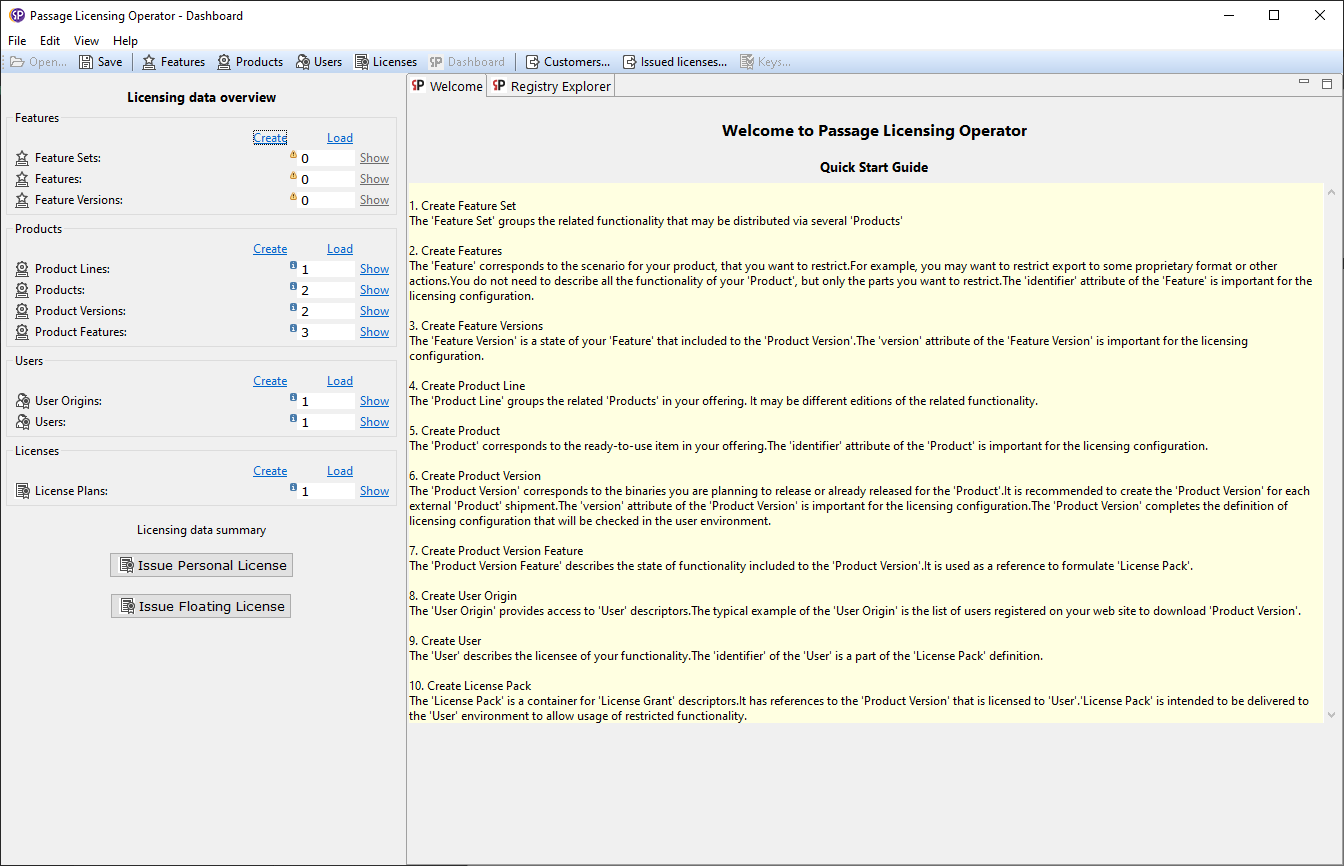 Passage Licensing Operator - Dashboard
File Edit View Help
Open... Save Features Products Users Licenses Dashboard Customers... Issued licenses... Keys...
Licensing data overview
Features
Create Load
Feature Sets: 0 Show
Features: 0 Show
Feature Versions: 0 Show
Products
Create Load
Product Lines: 1 Show
Products: 2 Show
Product Versions: 2 Show
Product Features: 3 Show
Users
Create Load
User Origins: 1 Show
Users: 1 Show
Licenses
Create Load
License Plans: 1 Show
Licensing data summary
Issue Personal License
Issue Floating License
Welcome Registry Explorer
Welcome to Passage Licensing Operator
Quick Start Guide
1. Create Feature Set
The 'Feature Set' groups the related functionality that may be distributed via several 'Products'
2. Create Features
The 'Feature' corresponds to the scenario for your product, that you want to restrict.For example, you may want to restrict export to some proprietary format or other
actions.You do not need to describe all the functionality of your 'Product', but only the parts you want to restrict.The 'identifier' attribute of the 'Feature' is important for the
licensing configuration.
3. Create Feature Versions
The 'Feature Version' is a state of your 'Feature' that included to the 'Product Version'.The 'version' attribute of the 'Feature Version' is important for the licensing
configuration.
4. Create Product Line
The 'Product Line' groups the related 'Products' in your offering. It may be different editions of the related functionality.
5. Create Product
The 'Product' corresponds to the ready-to-use item in your offering.The 'identifier' attribute of the 'Product' is important for the licensing configuration.
6. Create Product Version
The 'Product Version' corresponds to the binaries you are planning to release or already released for the 'Product'.It is recommended to create the 'Product Version' for each
external 'Product' shipment.The 'version' attribute of the 'Product Version' is important for the licensing configuration.The 'Product Version' completes the definition of
licensing configuration that will be checked in the user environment.
7. Create Product Version Feature
The 'Product Version Feature' describes the state of functionality included to the 'Product Version'.It is used as a reference to formulate 'License Pack'.
8. Create User Origin
The 'User Origin' provides access to 'User' descriptors.The typical example of the 'User Origin' is the list of users registered on your web site to download 'Product Version'.
9. Create User
The 'User' describes the licensee of your functionality.The 'identifier' of the 'User' is a part of the 'License Pack' definition.
10. Create License Pack
The 'License Pack' is a container for 'License Grant' descriptors.It has references to the 'Product Version' that is licensed to 'User'.'License Pack' is intended to be delivered to
the 'User' environment to allow usage of restricted functionality.